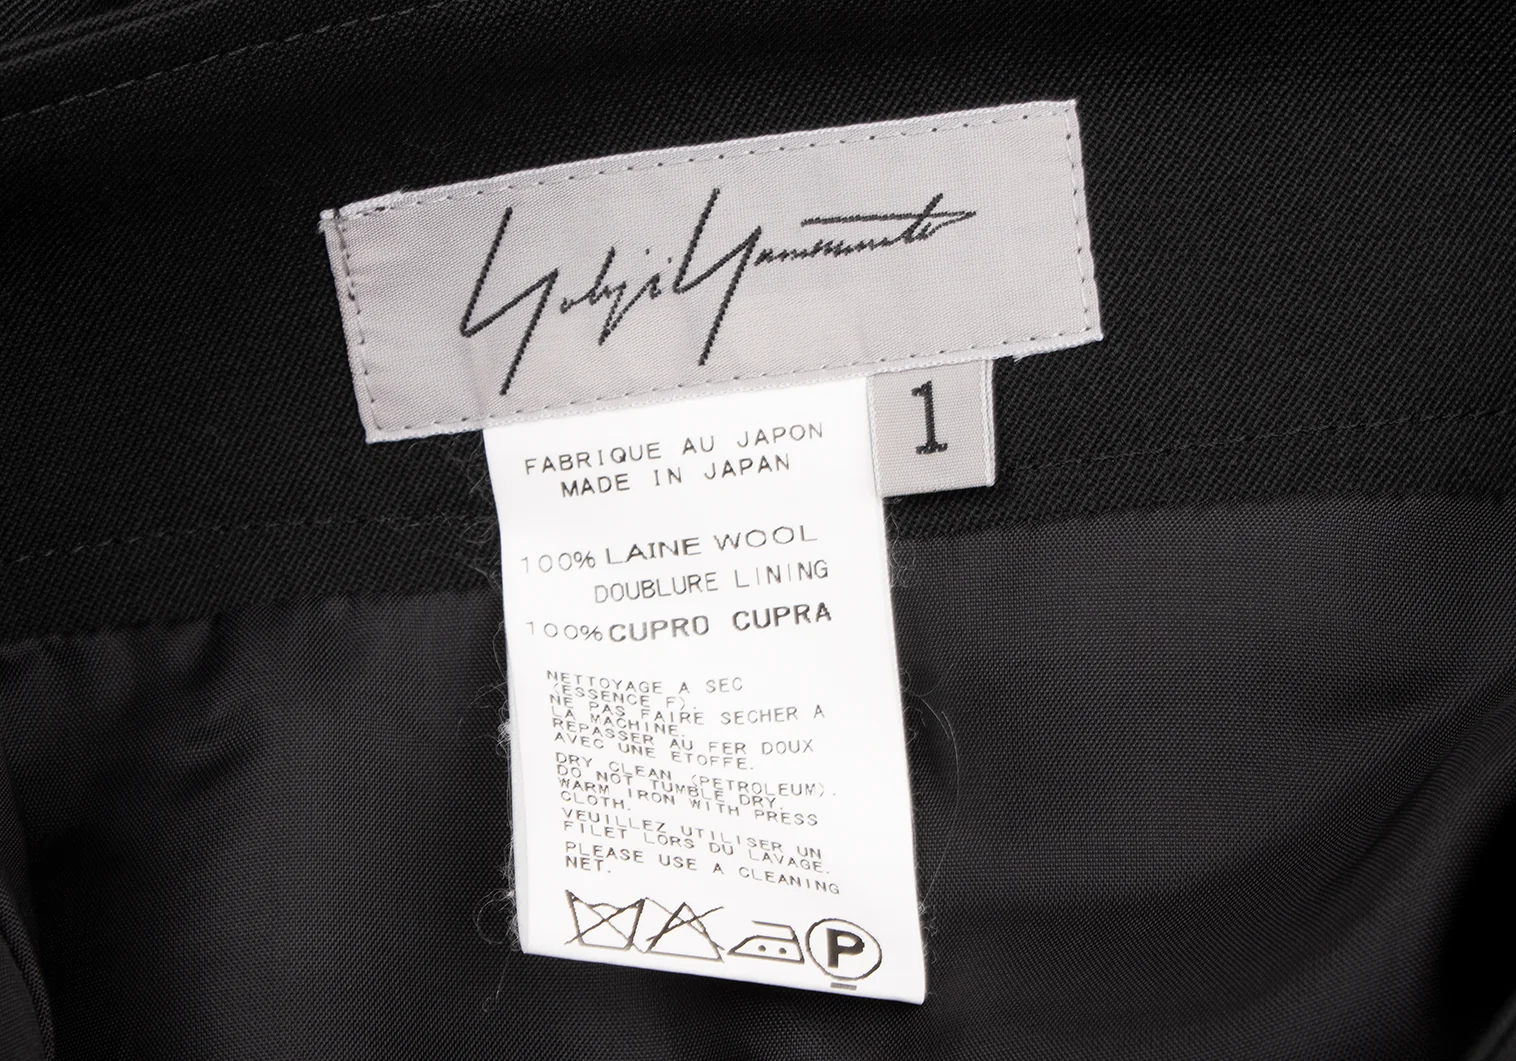 Yohji Yamamoto
1
FABRIQUE AU JAPON
MADE IN JAPAN
100% LAINE WOOL
DOUBLURE LINING
100% CUPRO CUPRA
NETTOYAGE A SEC
(ESSENCE F).
NE PAS FAIRE SECHER A
LA MACHINE.
REPASSER AU FER DOUX
AVEC UNE ETOFFE.
DRY CLEAN (PETROLEUM).
DO NOT TUMBLE DRY.
WARM IRON WITH PRESS
CLOTH.
VEUILLEZ UTILISER UN
FILET LORS DU LAVAGE.
PLEASE USE A CLEANING
NET.
P